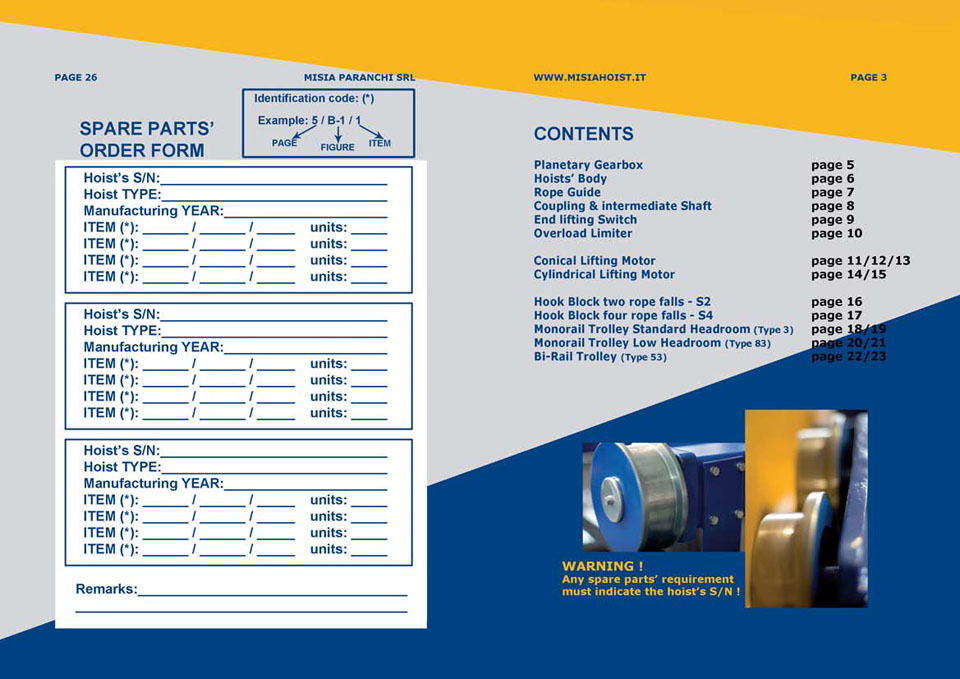 PAGE 26
MISIA PARANCHI SRL
SPARE PARTS’
ORDER FORM
Identification code: (*)
Example: 5 / B-1 / 1
PAGE FIGURE ITEM
Hoist’s S/N:
Hoist TYPE:
Manufacturing YEAR:
ITEM (*): / / units:
ITEM (*): / / units:
ITEM (*): / / units:
ITEM (*): / / units:
Hoist’s S/N:
Hoist TYPE:
Manufacturing YEAR:
ITEM (*): / / units:
ITEM (*): / / units:
ITEM (*): / / units:
ITEM (*): / / units:
Hoist’s S/N:
Hoist TYPE:
Manufacturing YEAR:
ITEM (*): / / units:
ITEM (*): / / units:
ITEM (*): / / units:
ITEM (*): / / units:
Remarks:
WWW.MISIAHOIST.IT
PAGE 3
CONTENTS
Planetary Gearbox page 5
Hoists’ Body page 6
Rope Guide page 7
Coupling & intermediate Shaft page 8
End lifting Switch page 9
Overload Limiter page 10
Conical Lifting Motor page 11/12/13
Cylindrical Lifting Motor page 14/15
Hook Block two rope falls - S2 page 16
Hook Block four rope falls - S4 page 17
Monorail Trolley Standard Headroom (Type 3) page 18/19
Monorail Trolley Low Headroom (Type 83) page 20/21
Bi-Rail Trolley (Type 53) page 22/23
WARNING !
Any spare parts’ requirement
must indicate the hoist’s S/N !